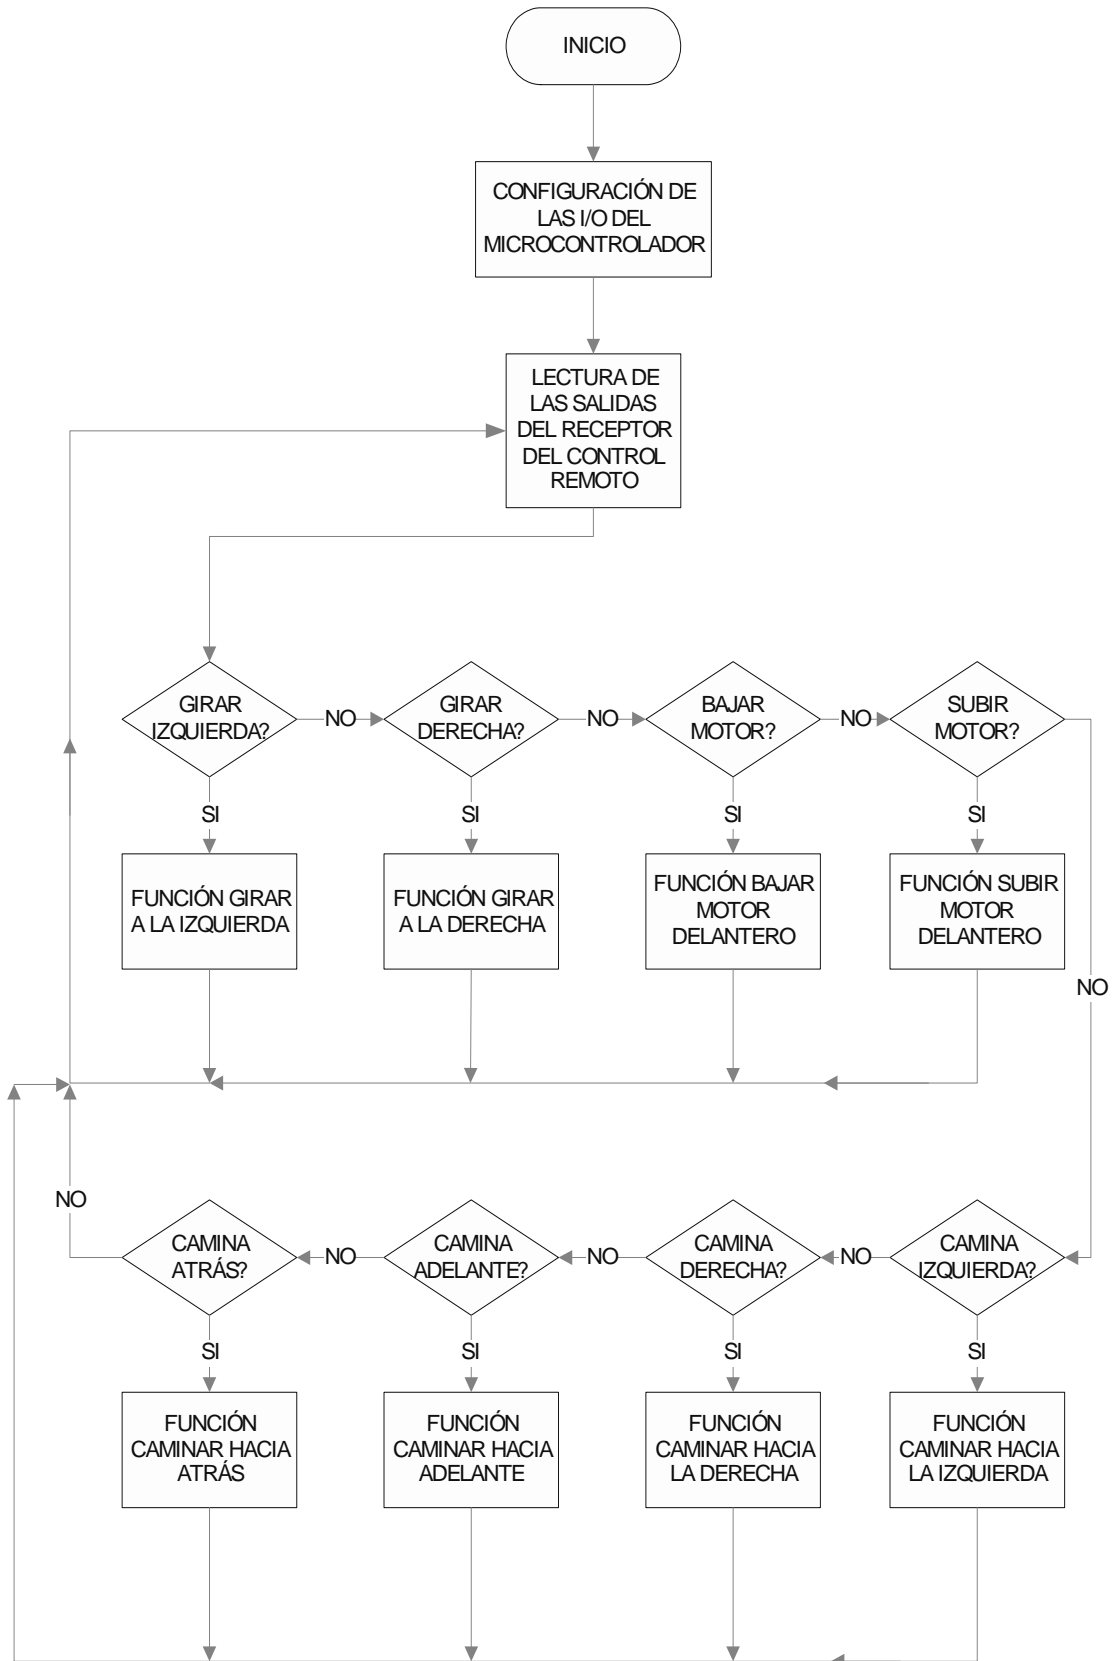 INICIO
CONFIGURACIÓN DE
LAS I/O DEL
MICROCONTROLADOR
LECTURA DE
LAS SALIDAS
DEL RECEPTOR
DEL CONTROL
REMOTO
GIRAR
IZQUIERDA?
NO
GIRAR
DERECHA?
NO
BAJAR
MOTOR?
NO
SUBIR
MOTOR?
SI
SI
SI
SI
FUNCIÓN GIRAR
A LA IZQUIERDA
FUNCIÓN GIRAR
A LA DERECHA
FUNCIÓN BAJAR
MOTOR
DELANTERO
FUNCIÓN SUBIR
MOTOR
DELANTERO
NO
NO
CAMINA
ATRÁS?
NO
CAMINA
ADELANTE?
NO
CAMINA
DERECHA?
NO
CAMINA
IZQUIERDA?
SI
SI
SI
SI
FUNCIÓN
CAMINAR HACIA
ATRÁS
FUNCIÓN
CAMINAR HACIA
ADELANTE
FUNCIÓN
CAMINAR HACIA
LA DERECHA
FUNCIÓN
CAMINAR HACIA
LA IZQUIERDA